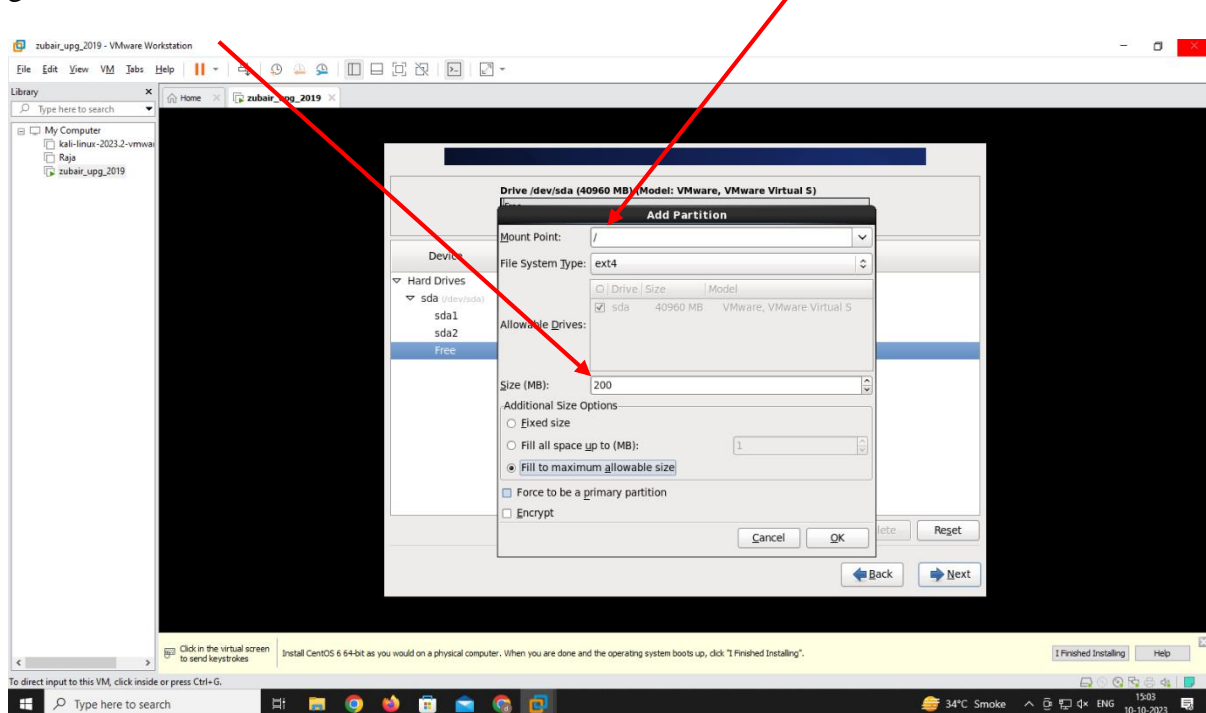 zubair_upg_2019 - VMware Workstation
File Edit View VM Tabs Help
Library
Type here to search
My Computer
kali-linux-2023.2-vmwar
Raja
zubair_upg_2019
Home
zubair_upg_2019
Drive /dev/sda (40960 MB) (Model: VMware, VMware Virtual S)
Free
Add Partition
Mount Point: /
File System Type: ext4
Drive Size Model
sda 40960 MB VMware, VMware Virtual S
Allowable Drives:
Size (MB): 200
Additional Size Options
Fixed size
Fill all space up to (MB): 1
Fill to maximum allowable size
Force to be a primary partition
Encrypt
Cancel OK
Device
Hard Drives
sda (/dev/sda)
sda1
sda2
Free
Reset
Back Next
Click in the virtual screen
to send keystrokes
Install CentOS 6 64-bit as you would on a physical computer. When you are done and the operating system boots up, click "I Finished Installing".
I Finished Installing Help
To direct input to this VM, click inside or press Ctrl+G.
Type here to search
34°C Smoke
ENG
15:03
10-10-2023